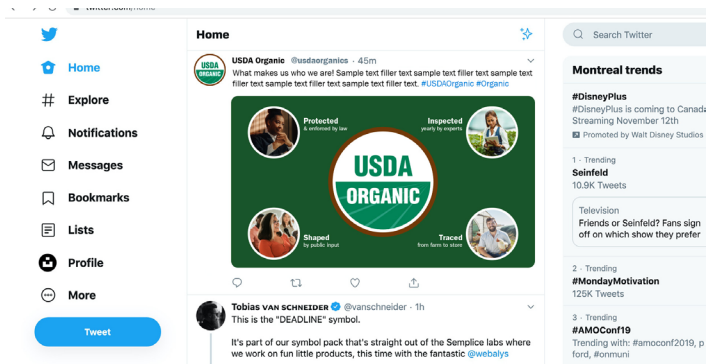 Home
Explore
Notifications
Messages
Bookmarks
Lists
Profile
More
Tweet
Home
USDA ORGANIC
USDA Organic @usdaorganics · 45m
What makes us who we are! Sample text filler text sample text filler text sample text
filler text sample text filler text sample text filler text. #USDAOrganic #Organic
Protected
& enforced by law
Inspected
yearly by experts
USDA
ORGANIC
Shaped
by public input
Traced
from farm to store
Tobias VAN SCHNEIDER @vanschneider · 1h
This is the "DEADLINE" symbol.
It's part of our symbol pack that's straight out of the Semplice labs where
we work on fun little products, this time with the fantastic @webalys
Search Twitter
Montreal trends
#DisneyPlus
#DisneyPlus is coming to Canada
Streaming November 12th
Promoted by Walt Disney Studios
1 · Trending
Seinfeld
10.9K Tweets
Television
Friends or Seinfeld? Fans sign
off on which show they prefer
2 · Trending
#MondayMotivation
125K Tweets
3 · Trending
#AMOConf19
Trending with: #amoconf2019, p
ford, #onmuni